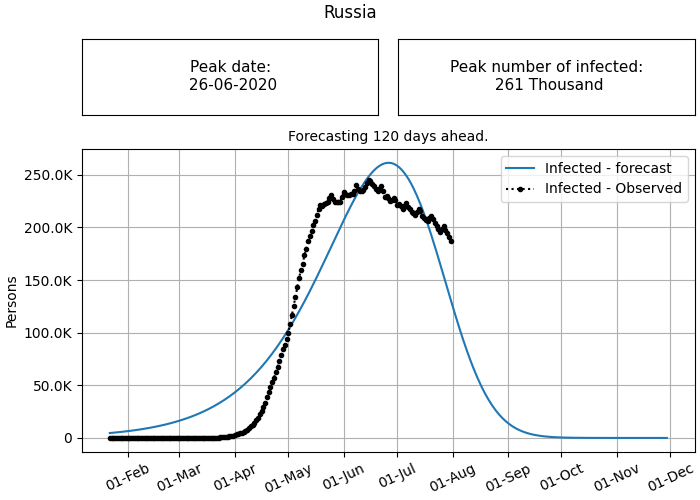 Russia
Peak date:
26-06-2020
Peak number of infected:
261 Thousand
Forecasting 120 days ahead.
Infected - forecast
Infected - Observed
250.0K
200.0K
150.0K
100.0K
50.0K
0
Persons
01-Feb
01-Mar
01-Apr
01-May
01-Jun
01-Jul
01-Aug
01-Sep
01-Oct
01-Nov
01-Dec